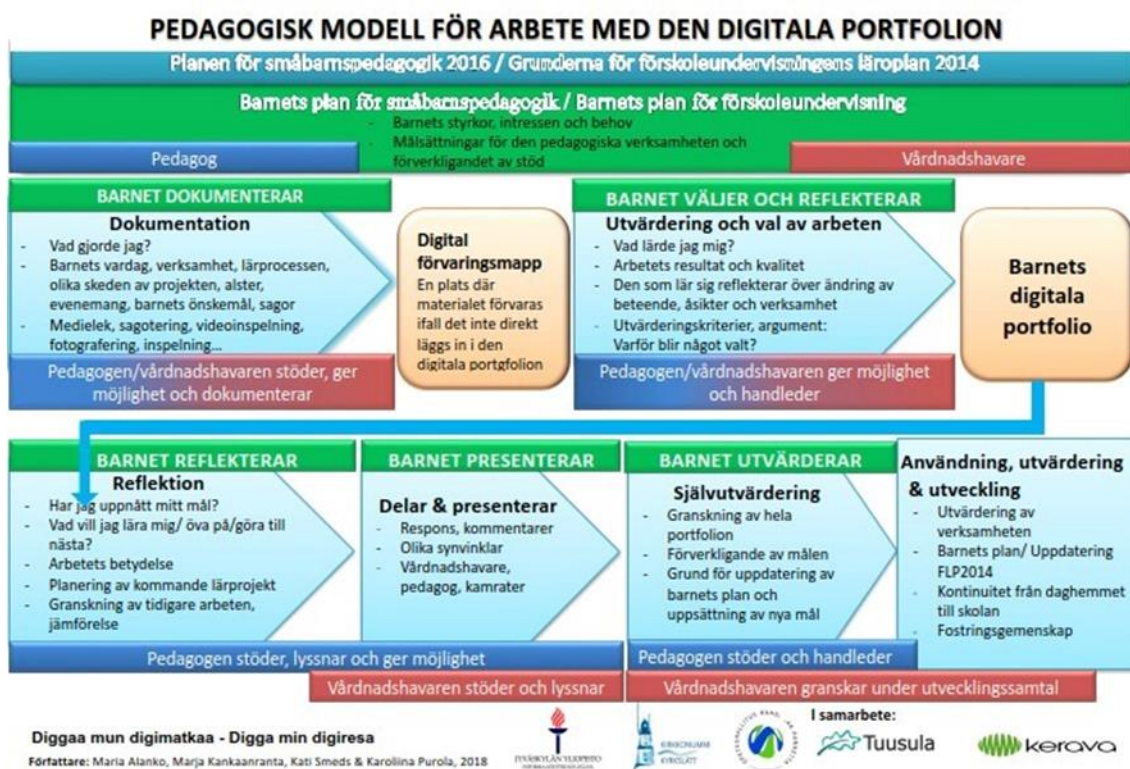 PEDAGOGISK MODELL FÖR ARBETE MED DEN DIGITALA PORTFOLION
Planen för småbarnspedagogik 2016 / Grunderna för förskoleundervisningens läroplan 2014
Barnets plan för småbarnspedagogik / Barnets plan för förskoleundervisning
- Barnets styrkor, intressen och behov
- Målsättningar för den pedagogiska verksamheten och
förverkligandet av stöd
Pedagog
Vårdnadshavare
BARNET DOKUMENTERAR
Dokumentation
- Vad gjorde jag?
- Barnets vardag, verksamhet, lärprocessen,
olika skeden av projekten, alster,
evenemang, barnets önskemål, sagor
- Medielek, sagotering, videoinspelning,
fotografering, inspelning...
Pedagogen/vårdnadshavaren stöder, ger
möjlighet och dokumenterar
Digital
förvaringsmapp
En plats där
materialet förvaras
ifall det inte direkt
läggs in i den
digitala portgfolion
BARNET VÄLJER OCH REFLEKTERAR
Utvärdering och val av arbeten
- Vad lärde jag mig?
- Arbetets resultat och kvalitet
- Den som lär sig reflekterar över ändring av
beteende, åsikter och verksamhet
- Utvärderingskriterier, argument:
Varför blir något valt?
Pedagogen/vårdnadshavaren ger möjlighet
och handleder
Barnets
digitala
portfolio
BARNET REFLEKTERAR
Reflektion
- Har jag uppnått mitt mål?
- Vad vill jag lära mig/ öva på/göra till
nästa?
- Arbetets betydelse
- Planering av kommande lärprojekt
- Granskning av tidigare arbeten,
jämförelse
BARNET PRESENTERAR
Delar & presenterar
- Respons, kommentarer
- Olika synvinklar
- Vårdnadshavare,
pedagog, kamrater
Pedagogen stöder, lyssnar och ger möjlighet
Vårdnadshavaren stöder och lyssnar
BARNET UTVÄRDERAR
Självutvärdering
- Granskning av hela
portfolion
- Förverkligande av målen
- Grund för uppdatering av
barnets plan och
uppsättning av nya mål
Pedagogen stöder och handleder
Vårdnadshavaren granskar under utvecklingssamtal
Användning, utvärdering
& utveckling
- Utvärdering av
verksamheten
- Barnets plan/ Uppdatering
FLP2014
- Kontinuitet från daghemmet
till skolan
- Fostringsgemenskap
Diggaa mun digimatkaa - Digga min digiresa
Författare: Maria Alanko, Marja Kankaanranta, Kati Smeds & Karoliina Purola, 2018
JYVÄSKYLÄN YLIOPISTO
KIRKKONUMMI
KYRKSLÄTT
I samarbete:
Tuusula
kerava